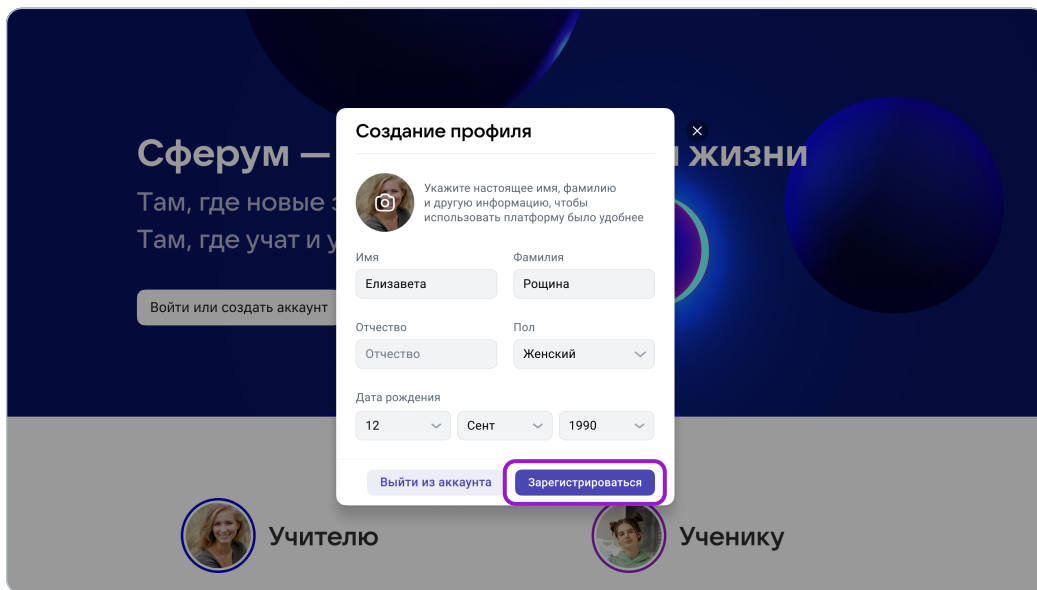 Создание профиля
Сферум —
жизни
Там, где новые
Там, где учат и у
Войти или создать аккаунт
Укажите настоящее имя, фамилию
и другую информацию, чтобы
использовать платформу было удобнее
Имя
Фамилия
Елизавета
Рощина
Отчество
Пол
Отчество
Женский
Дата рождения
12
Сент
1990
Выйти из аккаунта
Зарегистрироваться
Учителю
Ученику